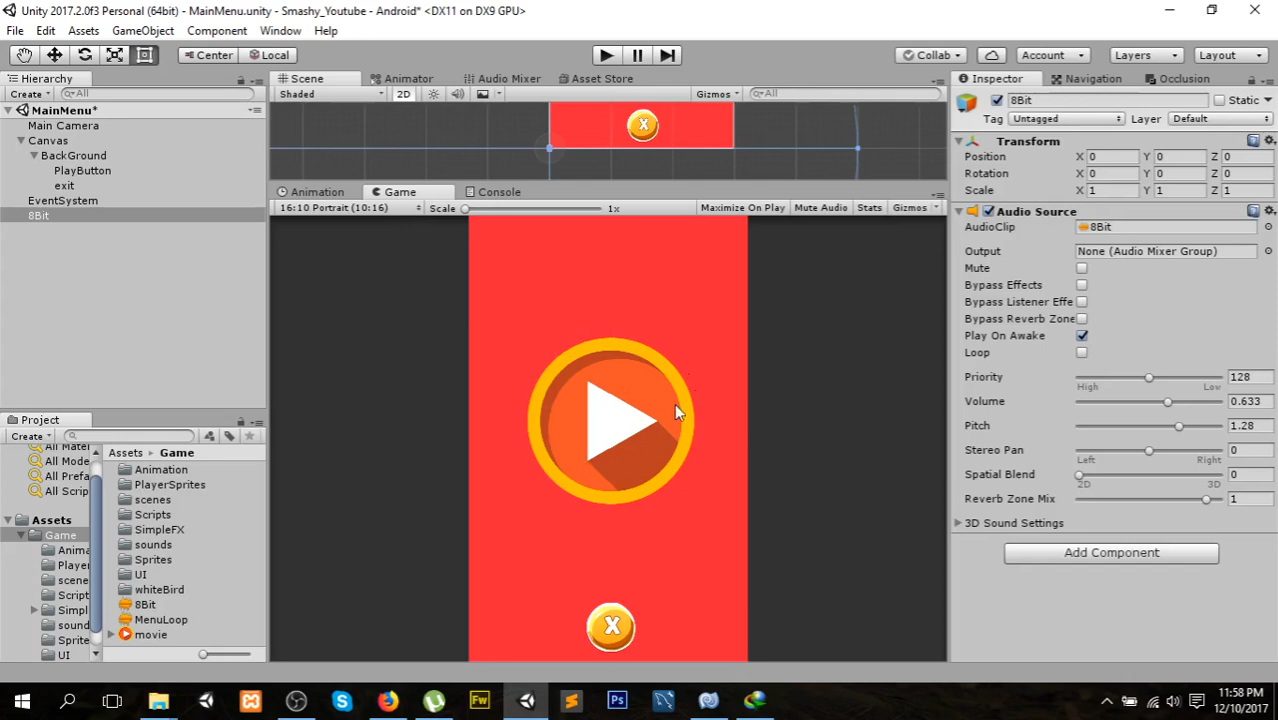 Unity 2017.2.0f3 Personal (64bit) - MainMenu.unity - Smashy_Youtube - Android* <DX11 on DX9 GPU>
File Edit Assets GameObject Component Window Help
Center Local Collab Account Layers Layout
Hierarchy
Create All
MainMenu*
Main Camera
Canvas
BackGround
PlayButton
exit
EventSystem
8Bit
Scene Animator Audio Mixer Asset Store
Shaded 2D Gizmos All
X
Animation Game Console
16:10 Portrait (10:16) Scale 1x Maximize On Play Mute Audio Stats Gizmos
X
Project
Create
All Mate
All Mode
All Prefa
All Scrip
Assets
Game
Anima
Player
scene
Script
Simpl
sound
Sprite
UI
Assets Game
Animation
PlayerSprites
scenes
Scripts
SimpleFX
sounds
Sprites
UI
whiteBird
8Bit
MenuLoop
movie
Inspector Navigation Occlusion
8Bit Static
Tag Untagged Layer Default
Transform
Position X 0 Y 0 Z 0
Rotation X 0 Y 0 Z 0
Scale X 1 Y 1 Z 1
Audio Source
AudioClip 8Bit
Output None (Audio Mixer Group)
Mute
Bypass Effects
Bypass Listener Effe
Bypass Reverb Zone
Play On Awake
Loop
Priority 128
High Low
Volume 0.633
Pitch 1.28
Stereo Pan 0
Left Right
Spatial Blend 0
2D 3D
Reverb Zone Mix 1
3D Sound Settings
Add Component
Fw Ps
11:58 PM
12/10/2017